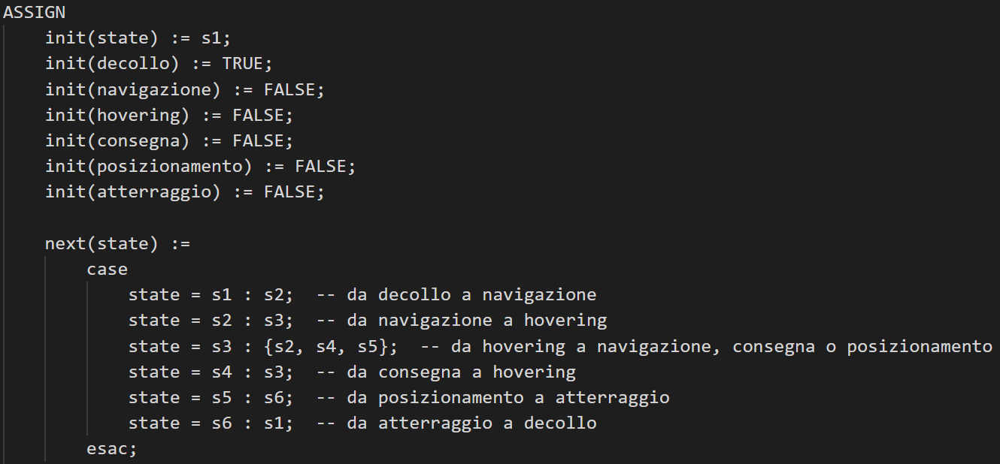 ASSIGN
init(state) := s1;
init(decollo) := TRUE;
init(navigazione) := FALSE;
init(hovering) := FALSE;
init(consegna) := FALSE;
init(posizionamento) := FALSE;
init(atterraggio) := FALSE;
next(state) :=
case
state = s1 : s2;  -- da decollo a navigazione
state = s2 : s3;  -- da navigazione a hovering
state = s3 : {s2, s4, s5};  -- da hovering a navigazione, consegna o posizionamento
state = s4 : s3;  -- da consegna a hovering
state = s5 : s6;  -- da posizionamento a atterraggio
state = s6 : s1;  -- da atterraggio a decollo
esac;